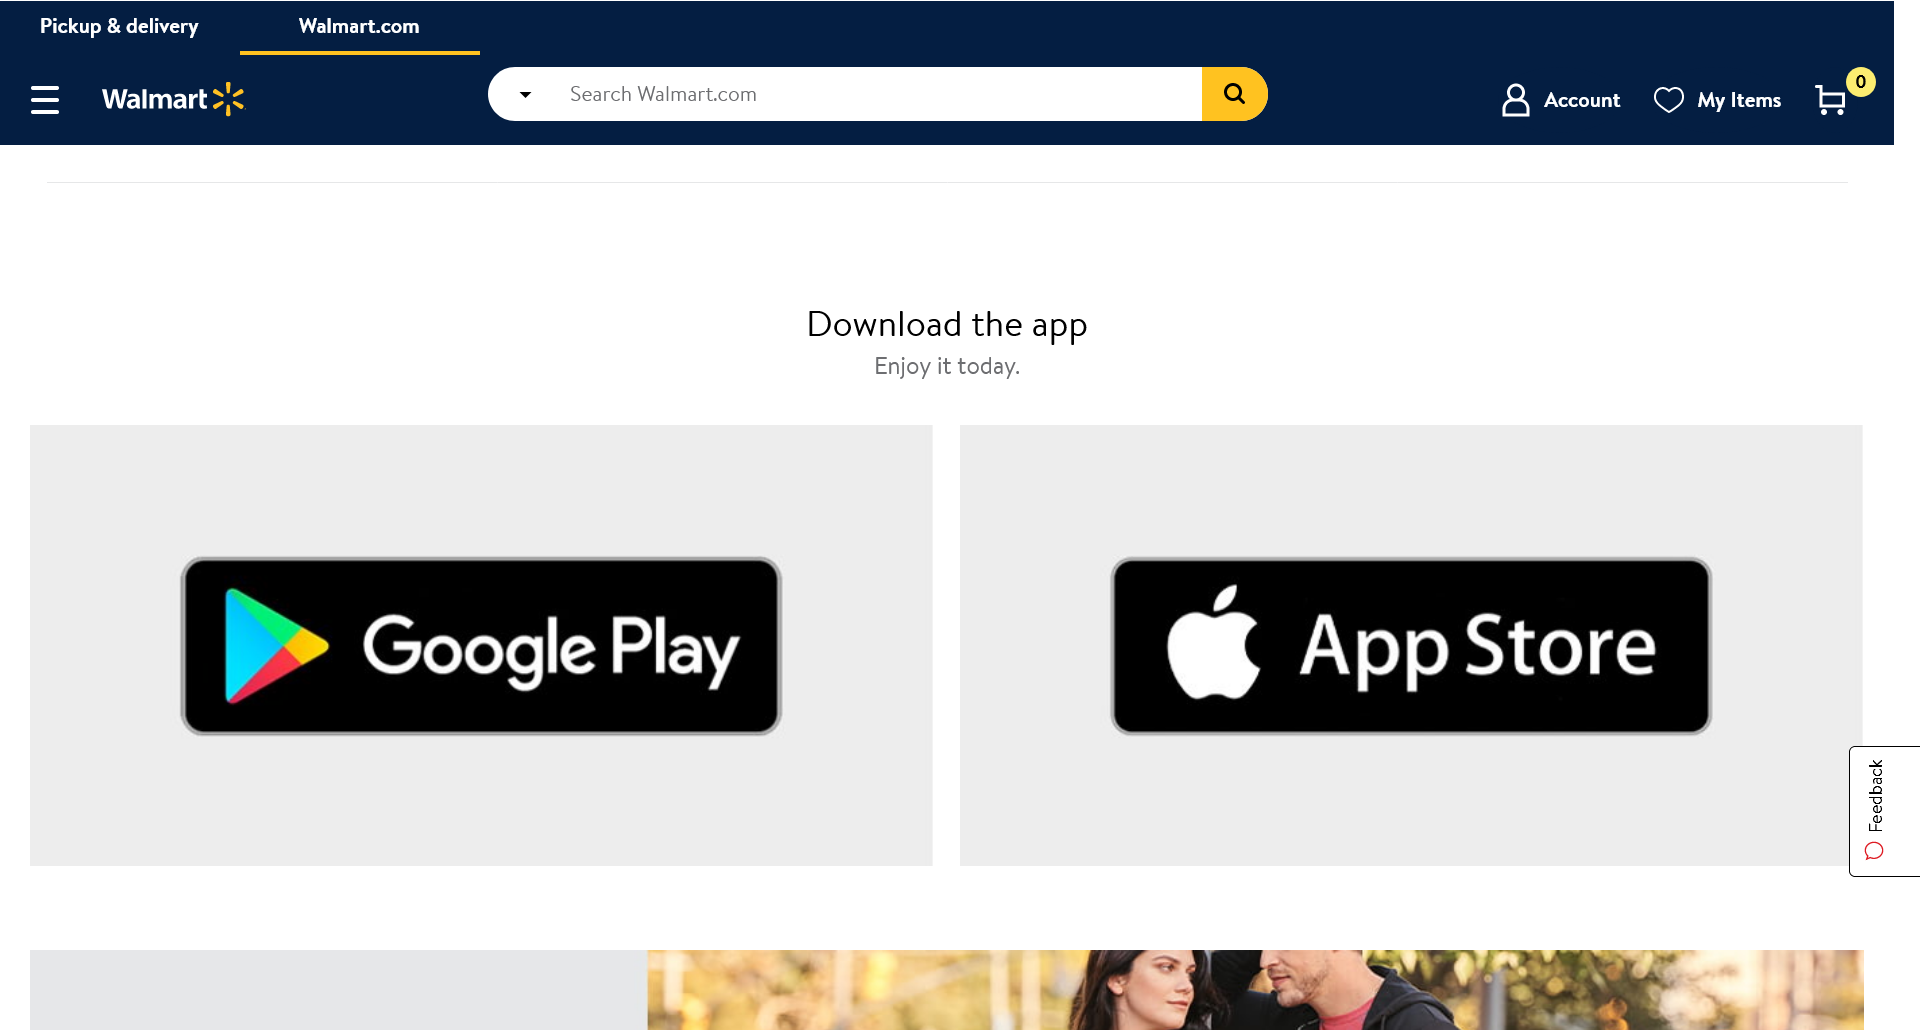 Pickup & delivery
Walmart.com
Walmart
Search Walmart.com
Account
My Items
0
Download the app
Enjoy it today.
Google Play
App Store
Feedback